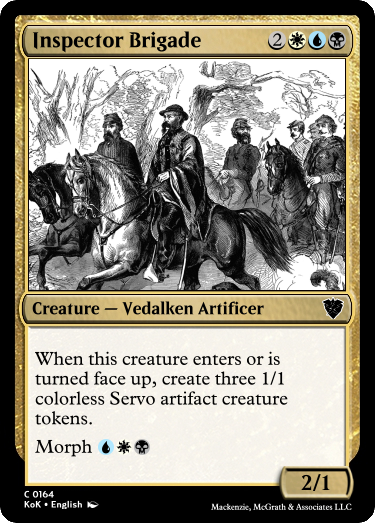 Inspector Brigade 2
Creature — Vedalken Artificer
When this creature enters or is
turned face up, create three 1/1
colorless Servo artifact creature
tokens.
Morph
2/1
C 0164
KoK • English
Mackenzie, McGrath & Associates LLC